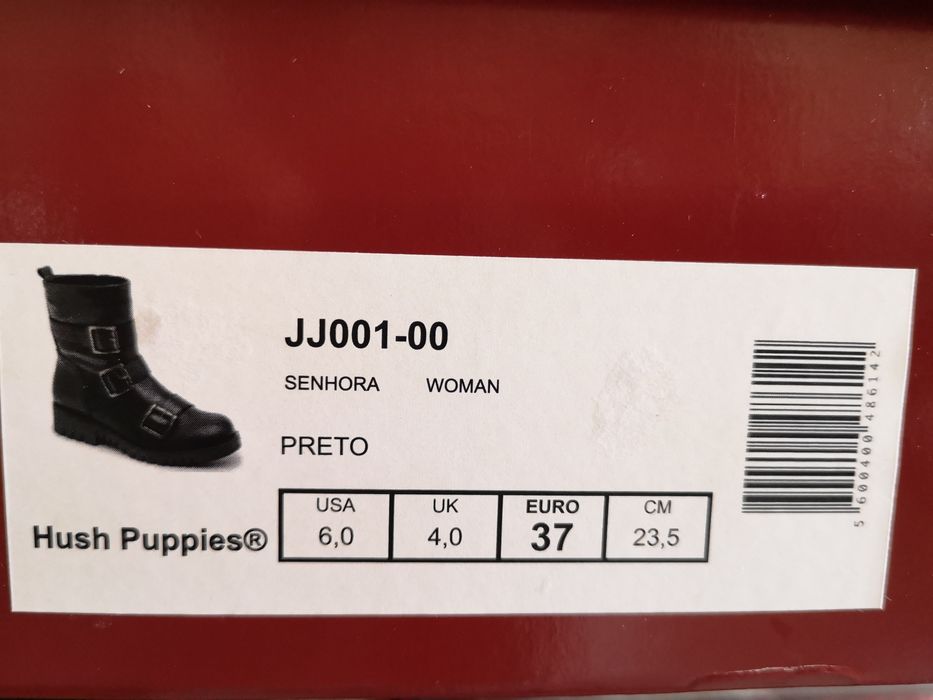 JJ001-00
SENHORA WOMAN
PRETO
USA UK EURO CM
6,0 4,0 37 23,5
Hush Puppies®
5 600400 486142